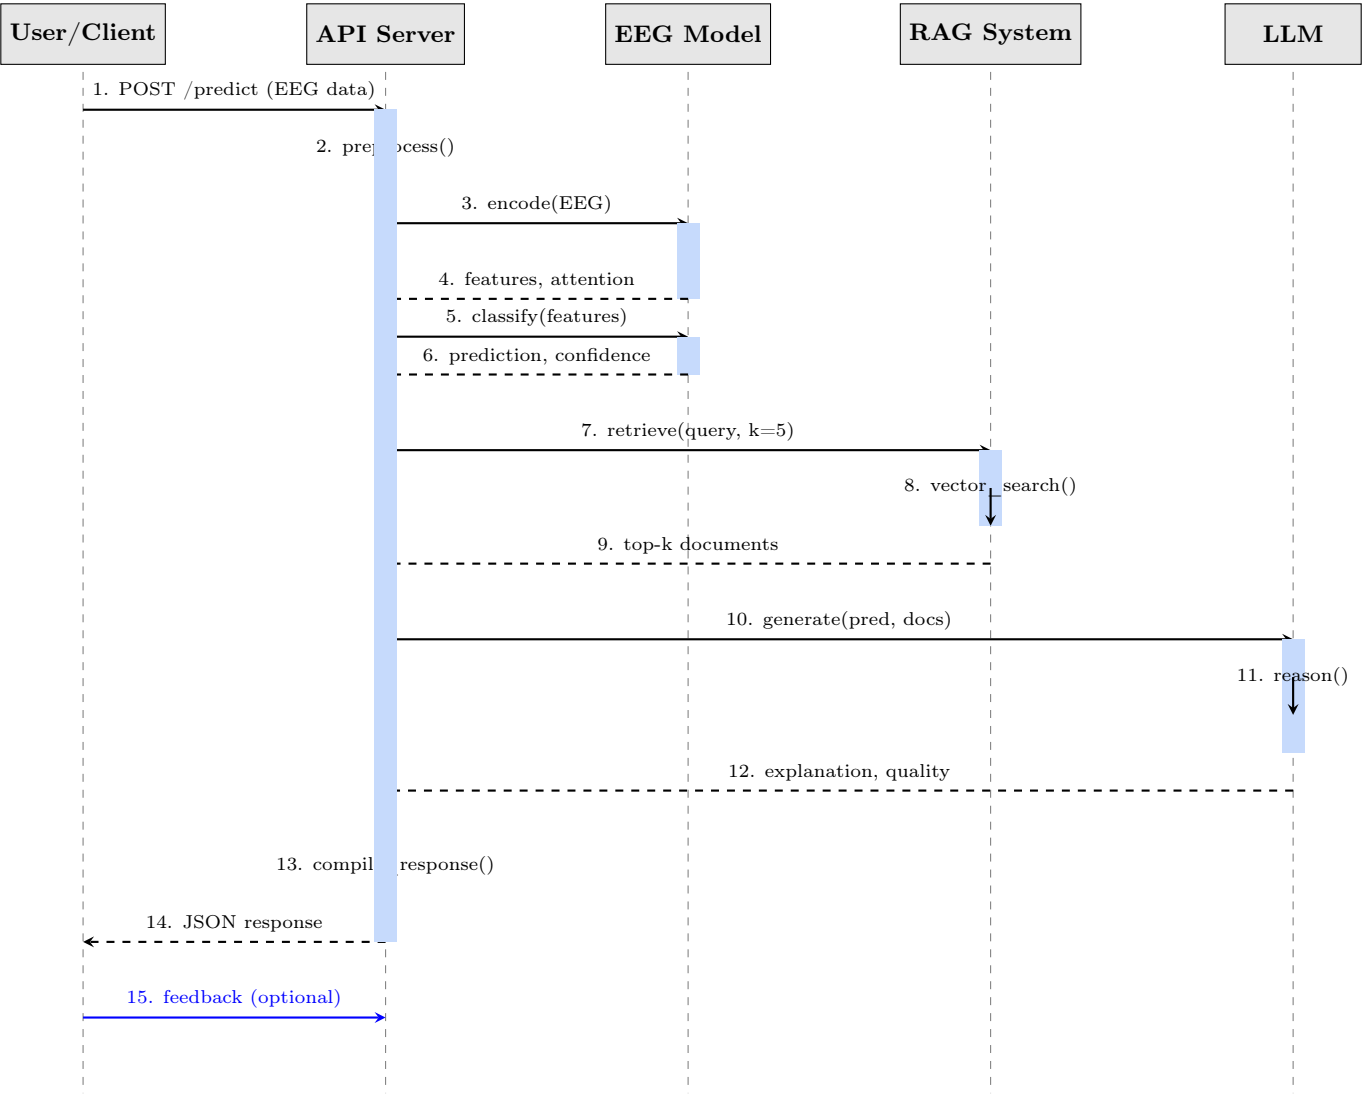 User/Client
API Server
EEG Model
RAG System
LLM
1. POST /predict (EEG data)
2. preprocess()
3. encode(EEG)
4. features, attention
5. classify(features)
6. prediction, confidence
7. retrieve(query, k=5)
8. vector_search()
9. top-k documents
10. generate(pred, docs)
11. reason()
12. explanation, quality
13. compile_response()
14. JSON response
15. feedback (optional)